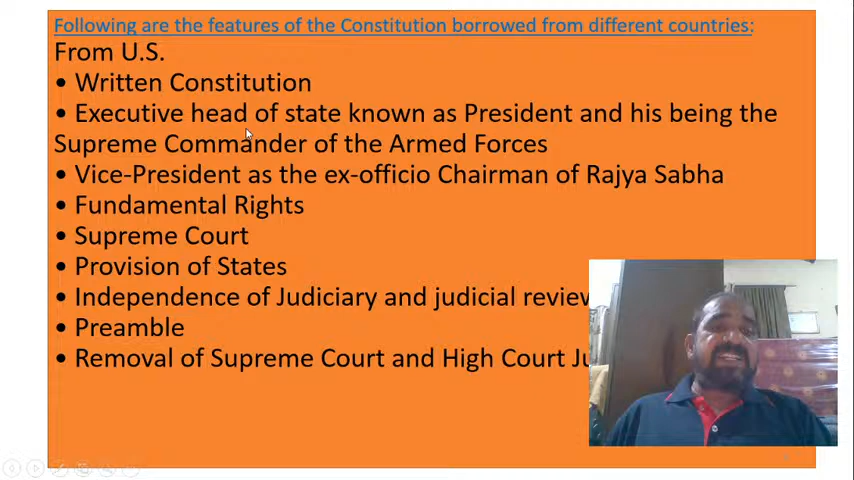 Following are the features of the Constitution borrowed from different countries:
From U.S.
• Written Constitution
• Executive head of state known as President and his being the
Supreme Commander of the Armed Forces
• Vice-President as the ex-officio Chairman of Rajya Sabha
• Fundamental Rights
• Supreme Court
• Provision of States
• Independence of Judiciary and judicial review
• Preamble
• Removal of Supreme Court and High Court